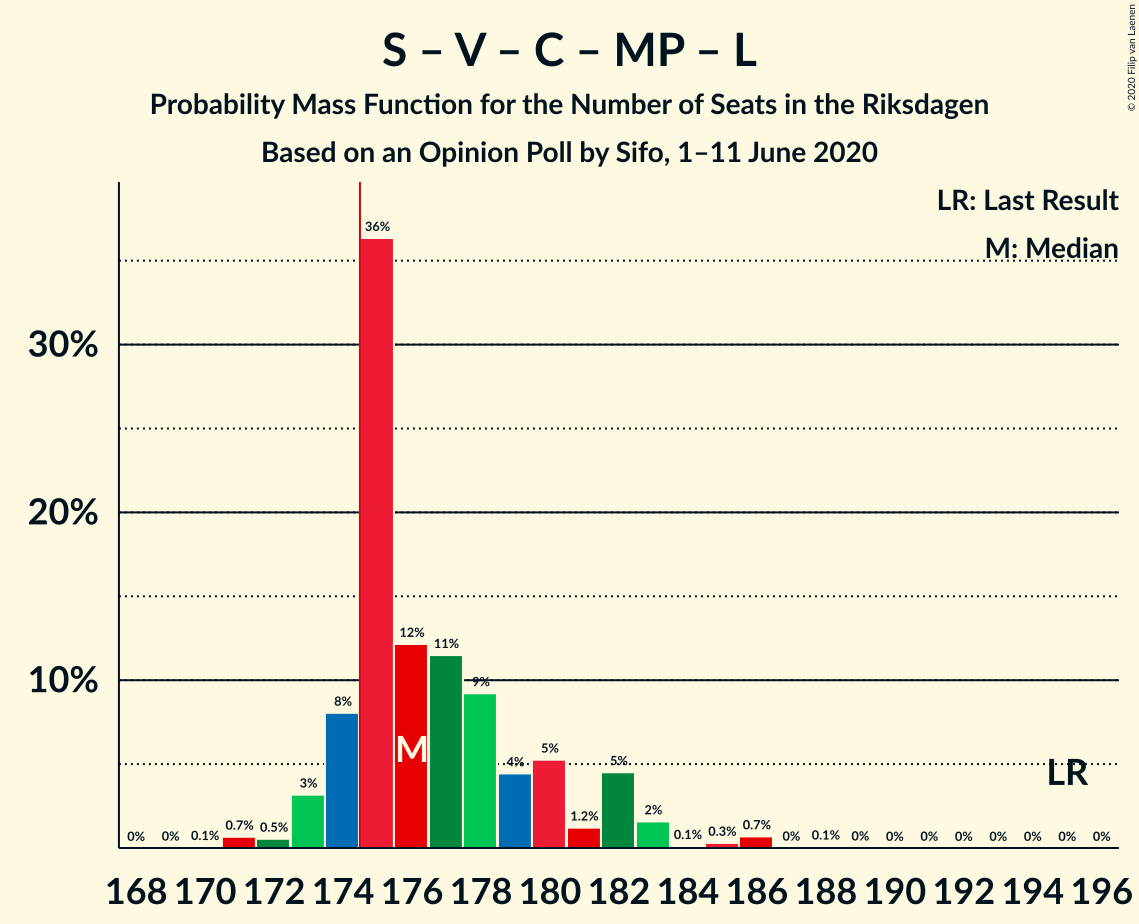 S – V – C – MP – L
Probability Mass Function for the Number of Seats in the Riksdagen
Based on an Opinion Poll by Sifo, 1–11 June 2020
© 2020 Filip van Laenen
LR: Last Result
M: Median
30%
20%
10%
0% 0% 0.1% 0.7% 0.5% 3% 8% 36% 12% 11% 9% 4% 5% 1.2% 5% 2% 0.1% 0.3% 0.7% 0% 0.1% 0% 0% 0% 0% 0% 0% 0% 0%
M
LR
168 170 172 174 176 178 180 182 184 186 188 190 192 194 196